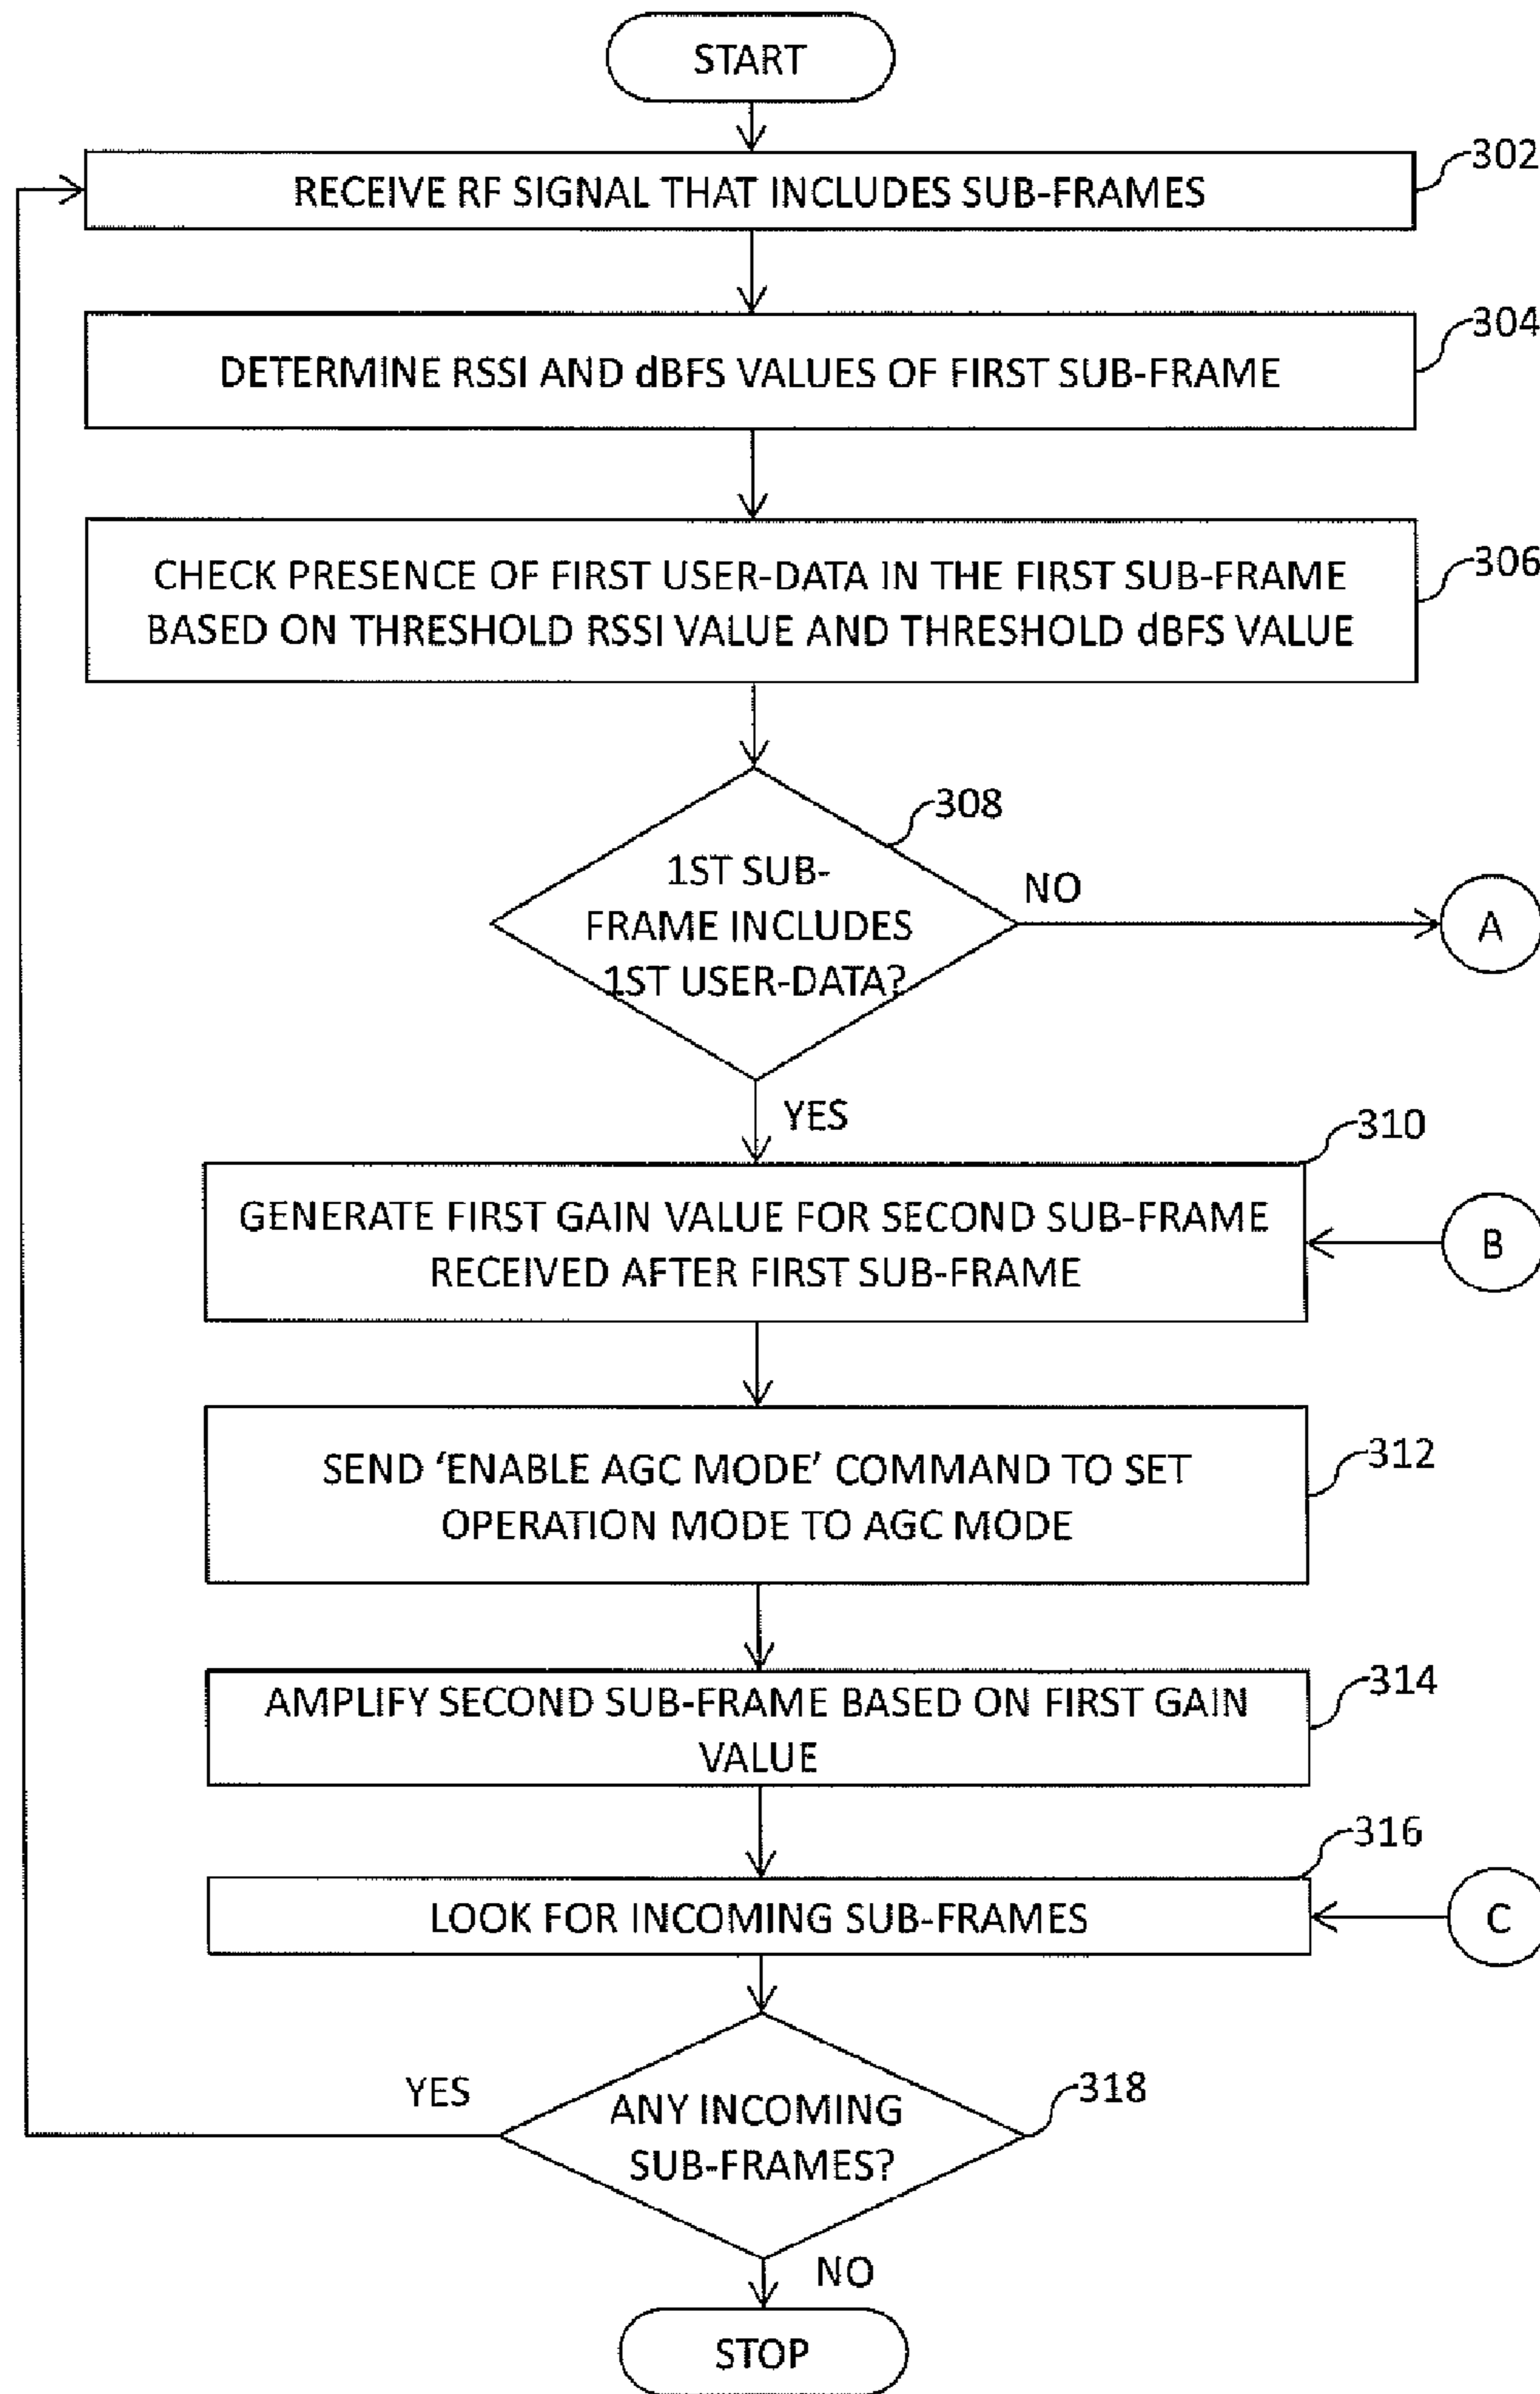 START
302
RECEIVE RF SIGNAL THAT INCLUDES SUB-FRAMES
304
DETERMINE RSSI AND dBFS VALUES OF FIRST SUB-FRAME
306
CHECK PRESENCE OF FIRST USER-DATA IN THE FIRST SUB-FRAME
BASED ON THRESHOLD RSSI VALUE AND THRESHOLD dBFS VALUE
308
1ST SUB-
FRAME INCLUDES
1ST USER-DATA?
NO
A
YES
310
GENERATE FIRST GAIN VALUE FOR SECOND SUB-FRAME
RECEIVED AFTER FIRST SUB-FRAME
B
312
SEND ‘ENABLE AGC MODE’ COMMAND TO SET
OPERATION MODE TO AGC MODE
314
AMPLIFY SECOND SUB-FRAME BASED ON FIRST GAIN
VALUE
316
LOOK FOR INCOMING SUB-FRAMES
C
YES
318
ANY INCOMING
SUB-FRAMES?
NO
STOP